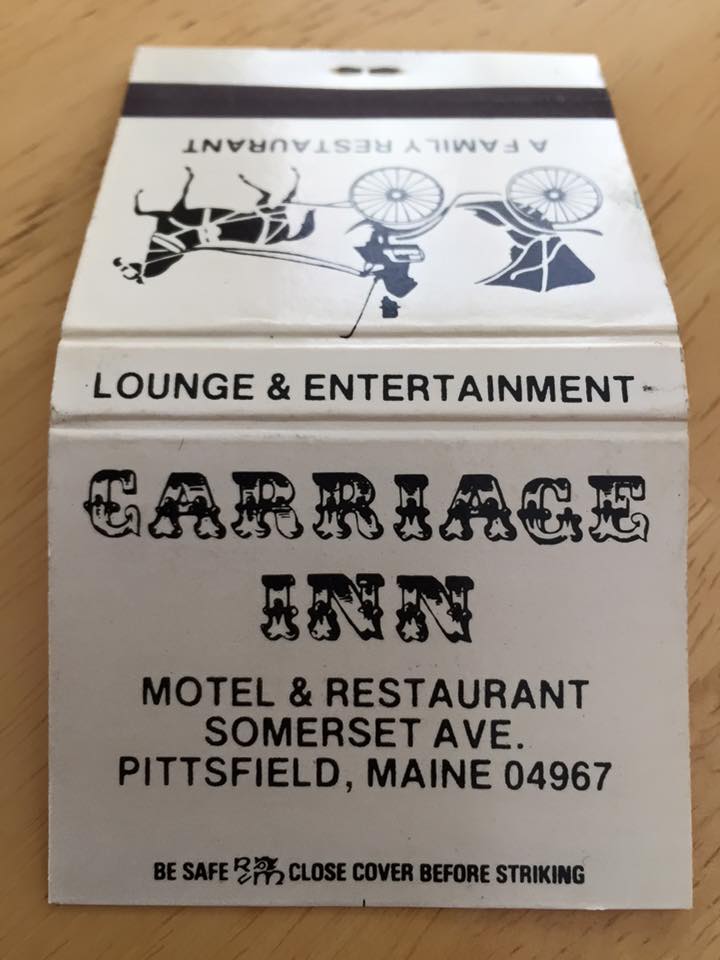 A FAMILY RESTAURANT
LOUNGE & ENTERTAINMENT
CARRIAGE
INN
MOTEL & RESTAURANT
SOMERSET AVE.
PITTSFIELD, MAINE 04967
BE SAFE CLOSE COVER BEFORE STRIKING